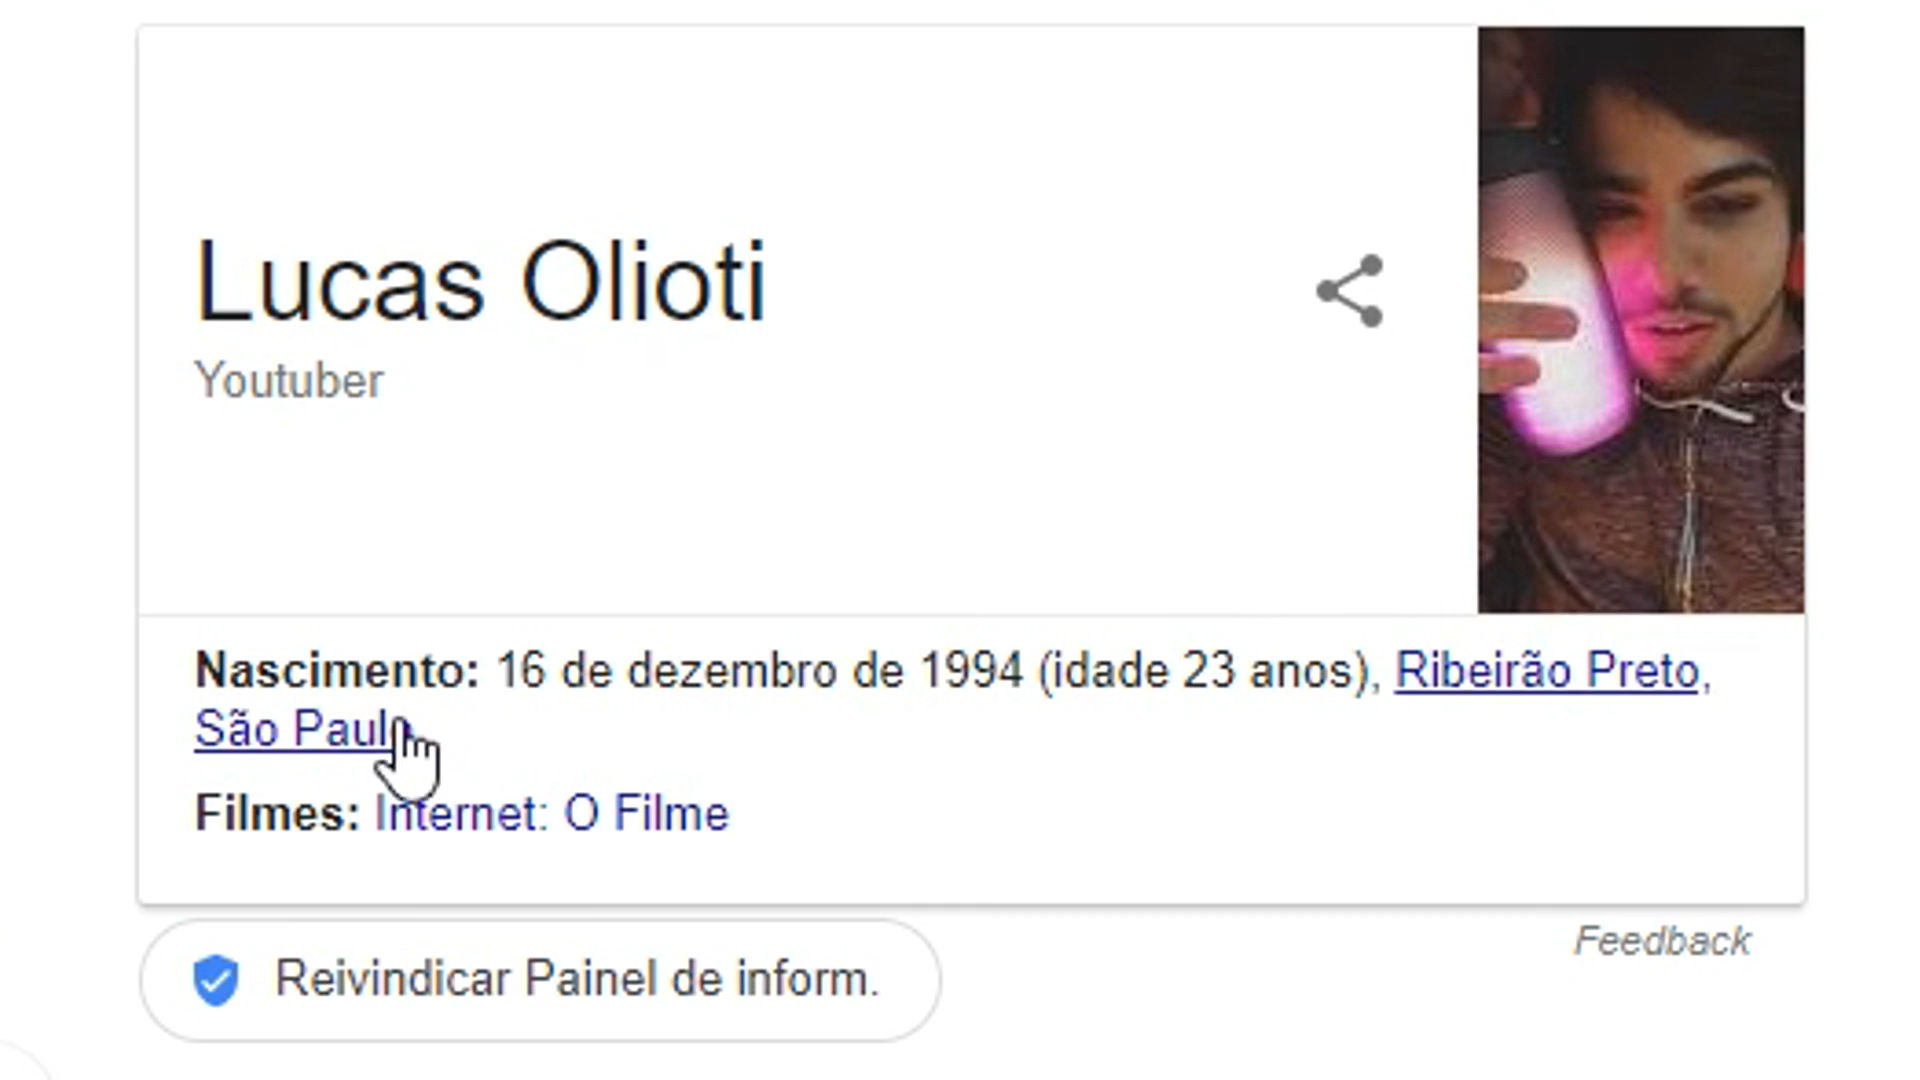 Lucas Olioti
Youtuber
Nascimento: 16 de dezembro de 1994 (idade 23 anos), Ribeirão Preto,
São Paulo
Filmes: Internet: O Filme
Feedback
Reivindicar Painel de inform.